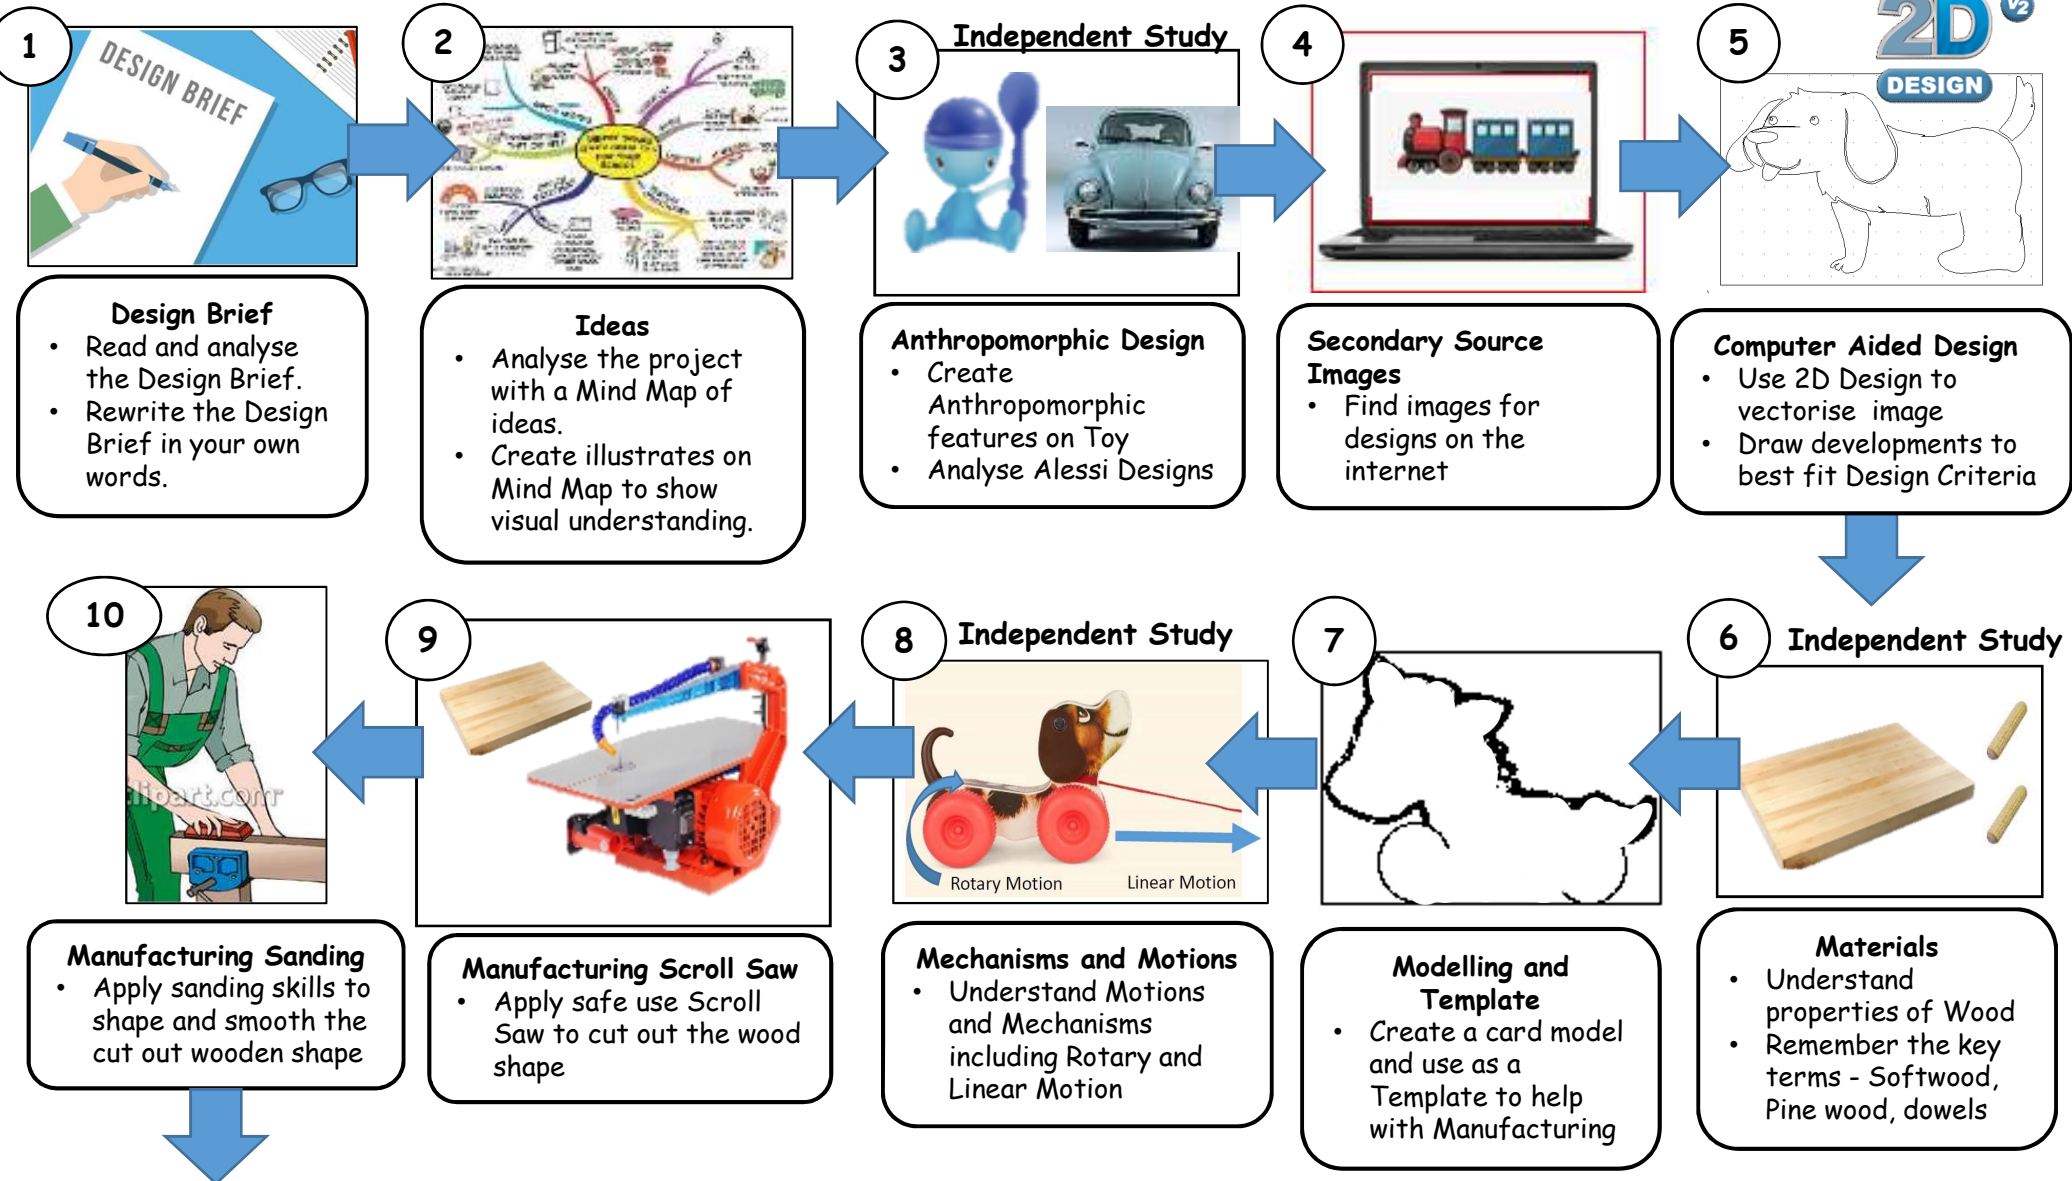 1
DESIGN BRIEF
Design Brief
• Read and analyse
the Design Brief.
• Rewrite the Design
Brief in your own
words.
2
Ideas
• Analyse the project
with a Mind Map of
ideas.
• Create illustrates on
Mind Map to show
visual understanding.
3
Independent Study
Anthropomorphic Design
• Create
Anthropomorphic
features on Toy
• Analyse Alessi Designs
4
Secondary Source
Images
• Find images for
designs on the
internet
5
2D V2
DESIGN
Computer Aided Design
• Use 2D Design to
vectorise image
• Draw developments to
best fit Design Criteria
6
Independent Study
Materials
• Understand
properties of Wood
• Remember the key
terms - Softwood,
Pine wood, dowels
7
Modelling and
Template
• Create a card model
and use as a
Template to help
with Manufacturing
8
Independent Study
Rotary Motion
Linear Motion
Mechanisms and Motions
• Understand Motions
and Mechanisms
including Rotary and
Linear Motion
9
Manufacturing Scroll Saw
• Apply safe use Scroll
Saw to cut out the wood
shape
10
clipart.com
Manufacturing Sanding
• Apply sanding skills to
shape and smooth the
cut out wooden shape